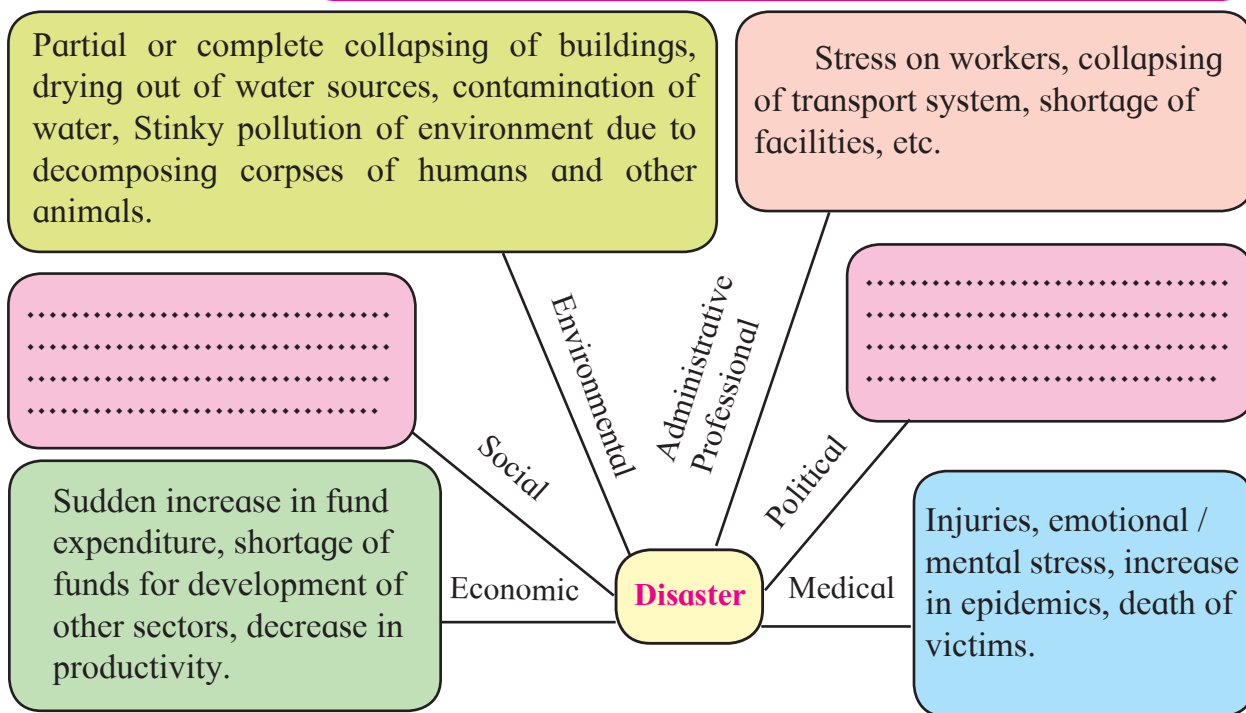 Partial or complete collapsing of buildings,
drying out of water sources, contamination of
water, Stinky pollution of environment due to
decomposing corpses of humans and other
animals.
Stress on workers, collapsing
of transport system, shortage of
facilities, etc.
Environmental
Administrative
Professional
Social
Political
Sudden increase in fund
expenditure, shortage of
funds for development of
other sectors, decrease in
productivity.
Economic
Disaster
Medical
Injuries, emotional /
mental stress, increase
in epidemics, death of
victims.